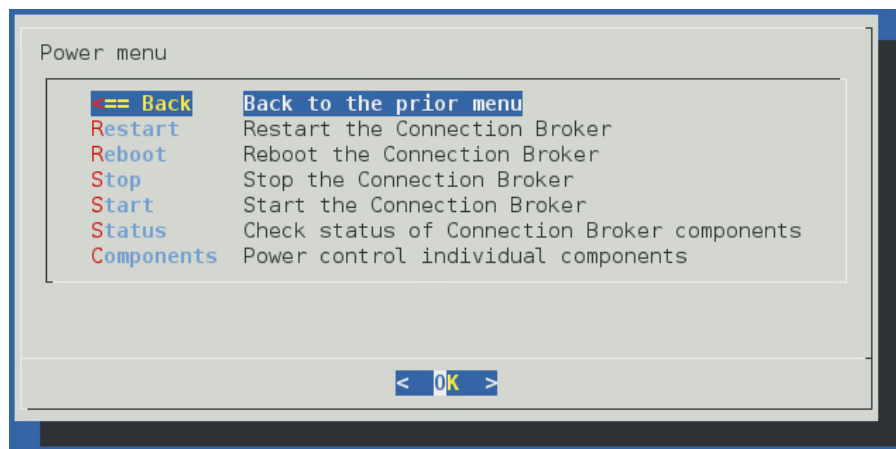 Power menu
<== Back Back to the prior menu
Restart Restart the Connection Broker
Reboot Reboot the Connection Broker
Stop Stop the Connection Broker
Start Start the Connection Broker
Status Check status of Connection Broker components
Components Power control individual components
< OK >